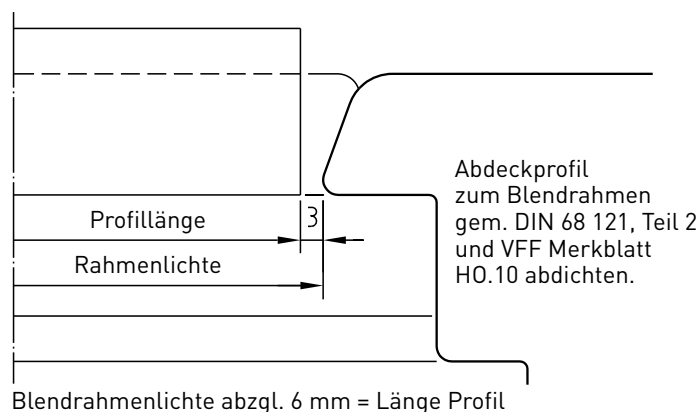 Abdeckprofil
zum Blendrahmen
gem. DIN 68 121, Teil 2
und VFF Merkblatt
HO.10 abdichten.
Profillänge
3
Rahmenlichte
Blendrahmenlichte abzgl. 6 mm = Länge Profil